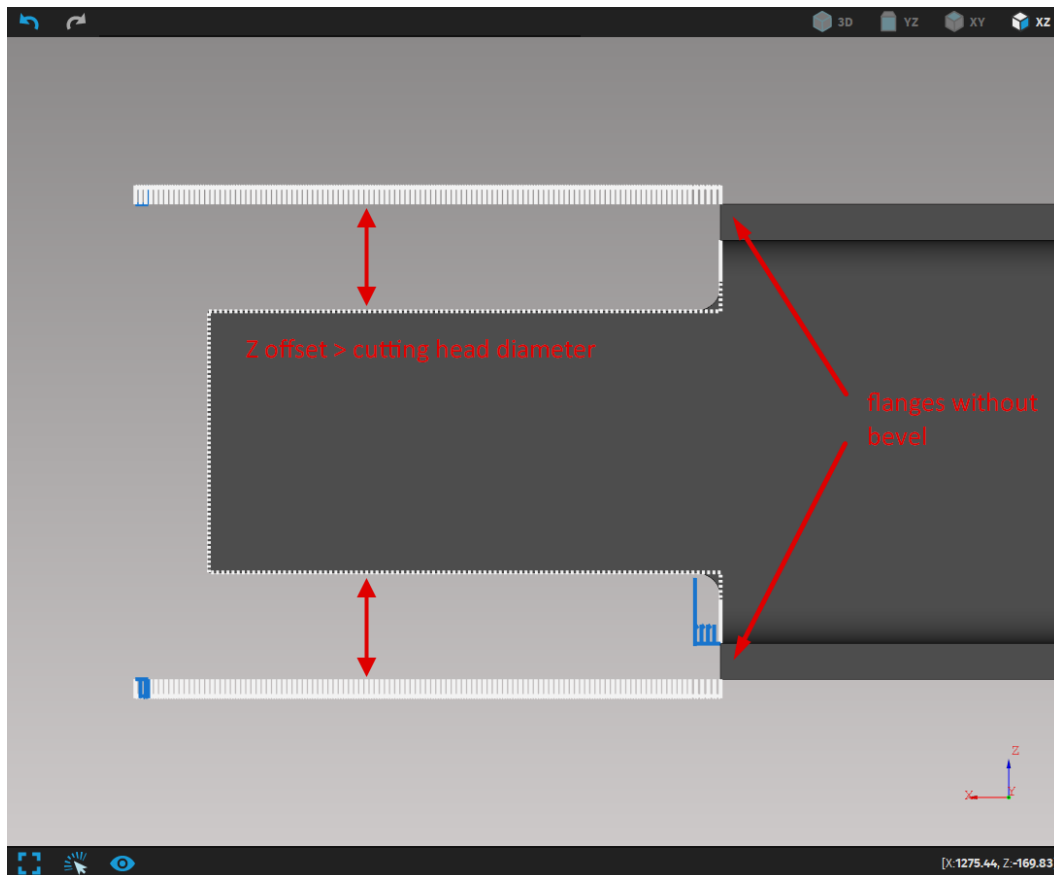 3D YZ XY XZ
Z offset > cutting head diameter
flanges without
bevel
Z
X
Y
[X:1275.44, Z:-169.83